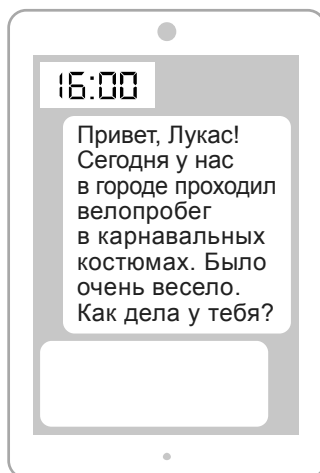 16:00
Привет, Лукас!
Сегодня у нас
в городе проходил
велопробег
в карнавальных
костюмах. Было
очень весело.
Как дела у тебя?